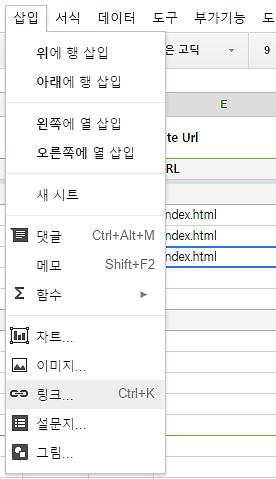 삽입 서식 데이터 도구 부가기능
은 고딕 9
위에 행 삽입
아래에 행 삽입
E
왼쪽에 열 삽입
te Url
오른쪽에 열 삽입
RL
새 시트
댓글 Ctrl+Alt+M
ndex.html
메모 Shift+F2
ndex.html
ndex.html
함수
차트...
이미지...
링크... Ctrl+K
설문지...
그림...